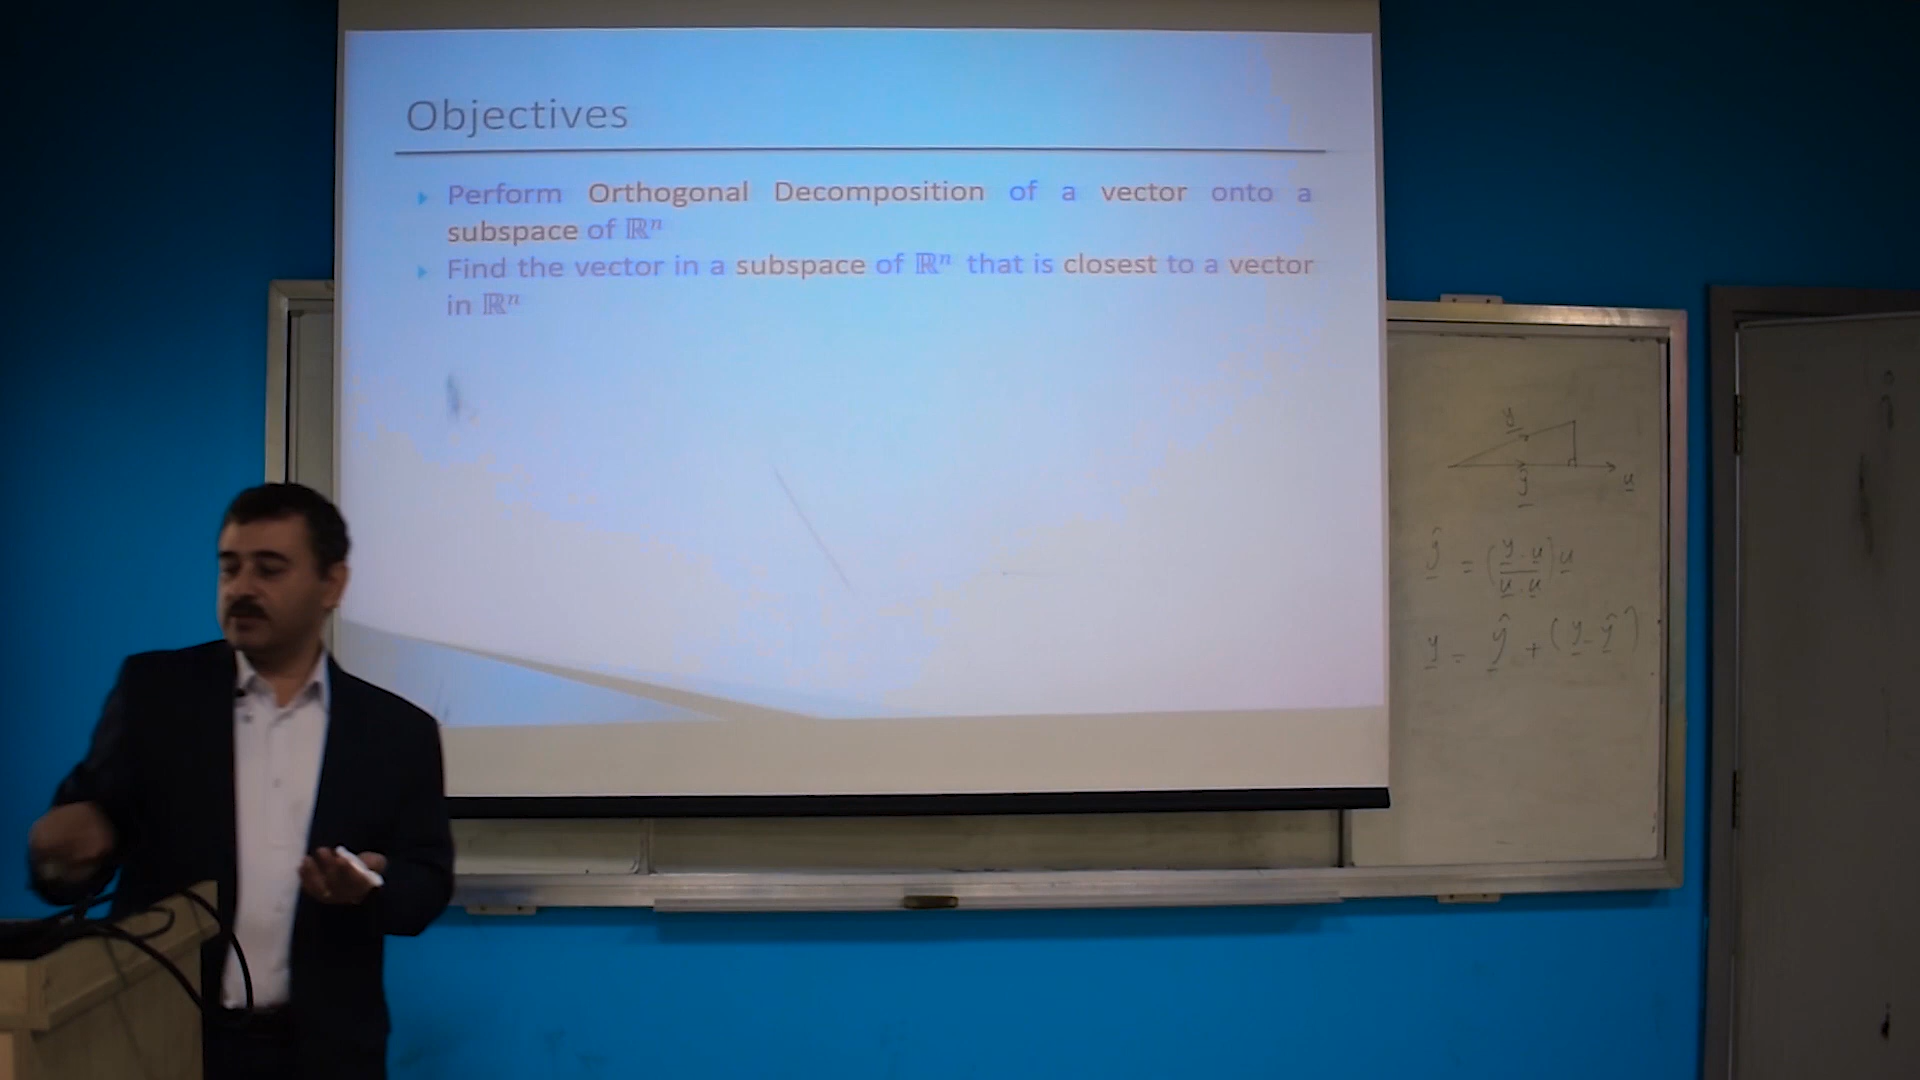 Objectives
Perform Orthogonal Decomposition of a vector onto a
subspace of ℝⁿ
Find the vector in a subspace of ℝⁿ that is closest to a vector
in ℝⁿ
y
ŷ
u
ŷ = (y · u / u · u) u
y = ŷ + (y - ŷ)